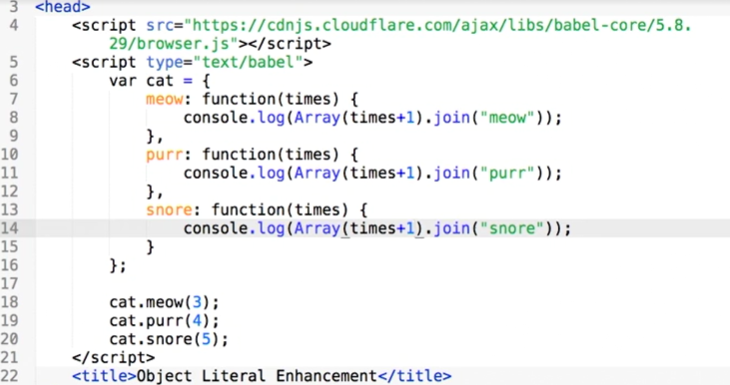 3 <head>
4 <script src="https://cdnjs.cloudflare.com/ajax/libs/babel-core/5.8.
29/browser.js"></script>
5 <script type="text/babel">
6 var cat = {
7 meow: function(times) {
8 console.log(Array(times+1).join("meow"));
9 },
10 purr: function(times) {
11 console.log(Array(times+1).join("purr"));
12 },
13 snore: function(times) {
14 console.log(Array(times+1).join("snore"));
15 }
16 };
17
18 cat.meow(3);
19 cat.purr(4);
20 cat.snore(5);
21 </script>
22 <title>Object Literal Enhancement</title>